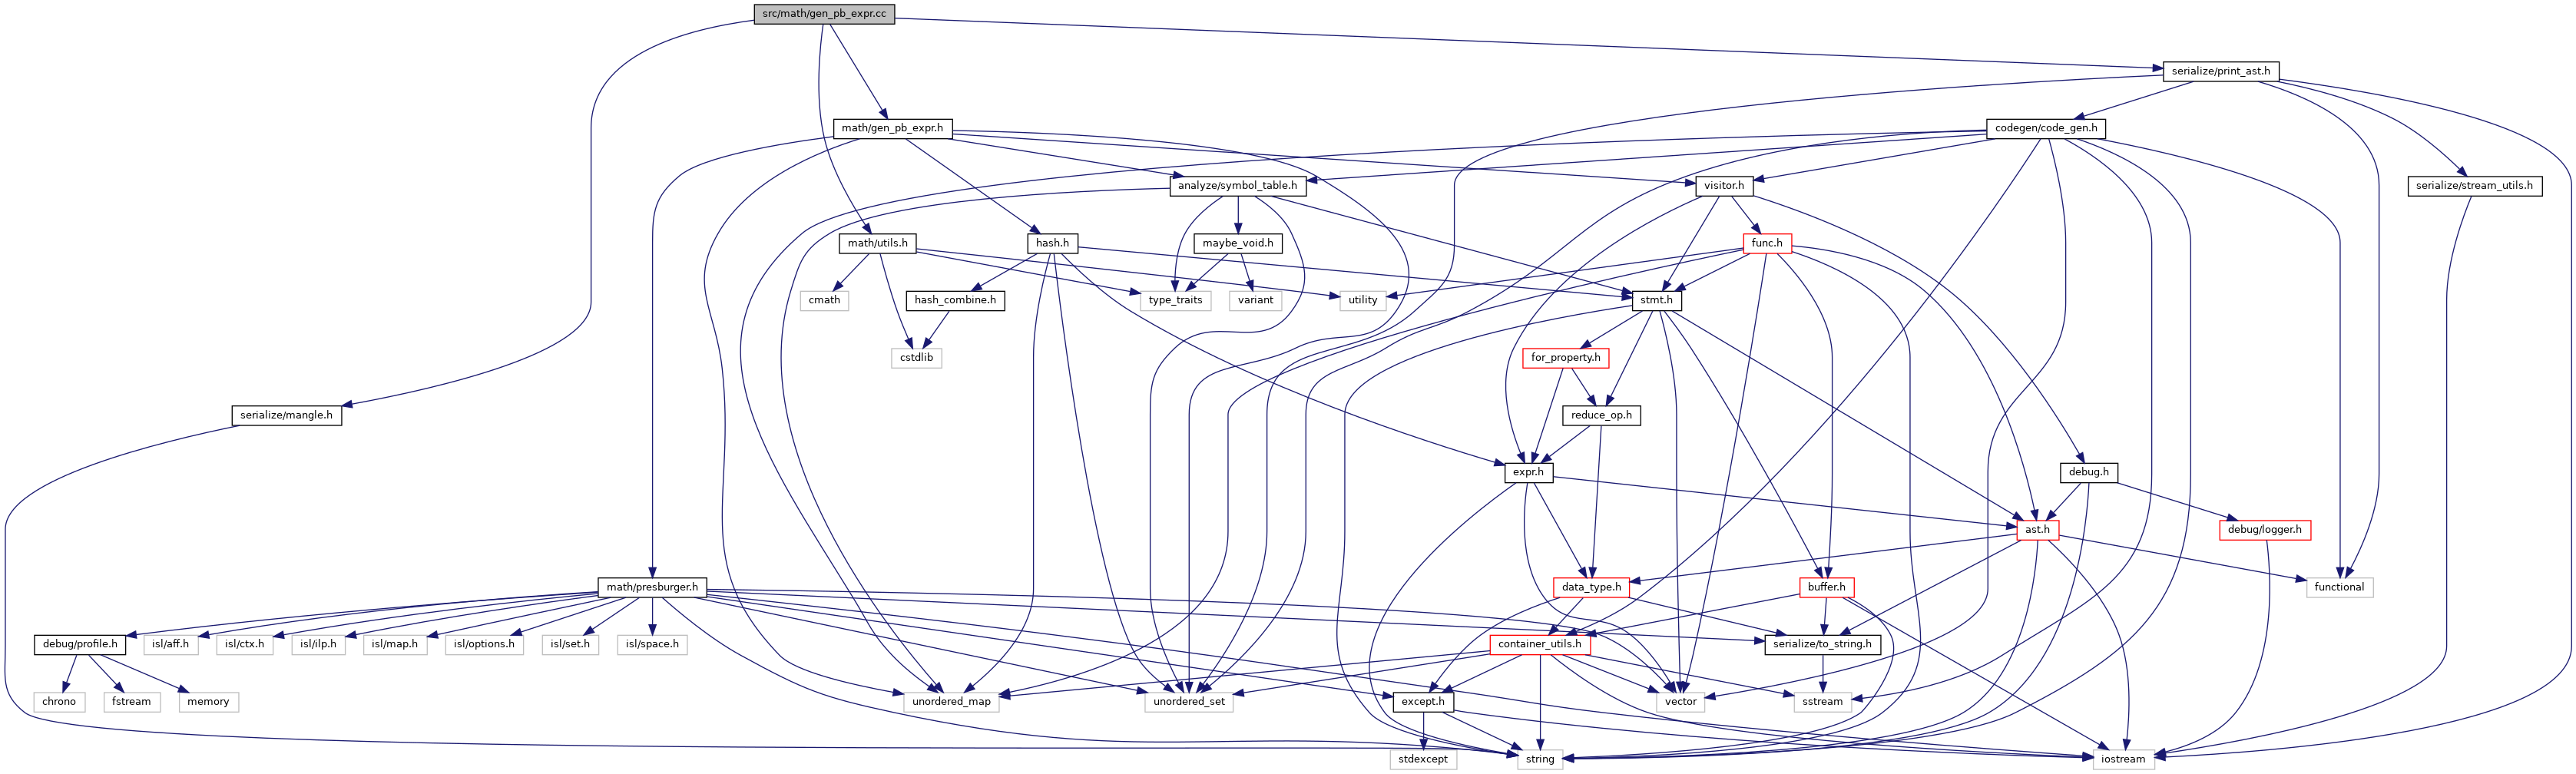 src/math/gen_pb_expr.cc
serialize/print_ast.h
math/gen_pb_expr.h
codegen/code_gen.h
analyze/symbol_table.h
visitor.h
serialize/stream_utils.h
math/utils.h
hash.h
maybe_void.h
func.h
cmath
hash_combine.h
type_traits
variant
utility
stmt.h
cstdlib
for_property.h
serialize/mangle.h
reduce_op.h
expr.h
debug.h
ast.h
debug/logger.h
math/presburger.h
data_type.h
buffer.h
functional
debug/profile.h
isl/aff.h
isl/ctx.h
isl/ilp.h
isl/map.h
isl/options.h
isl/set.h
isl/space.h
container_utils.h
serialize/to_string.h
chrono
fstream
memory
unordered_map
unordered_set
except.h
vector
sstream
stdexcept
string
iostream